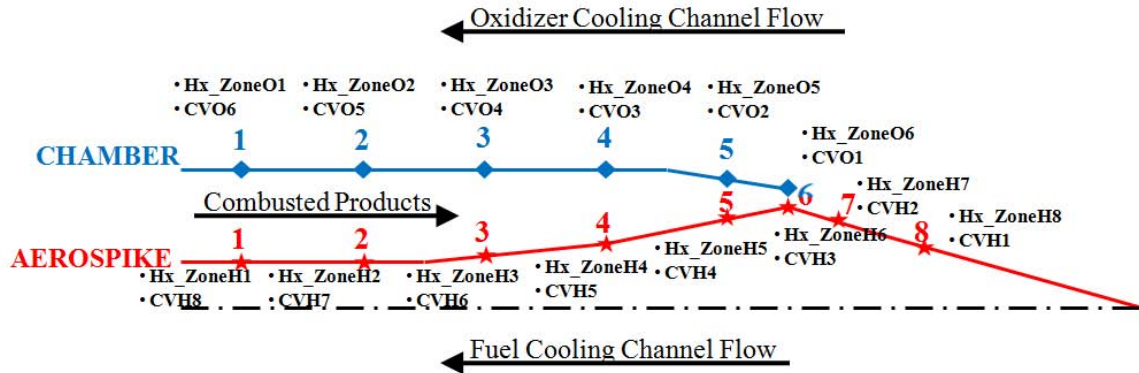 Oxidizer Cooling Channel Flow
• Hx_ZoneO1
• CVO6
• Hx_ZoneO2
• CVO5
• Hx_ZoneO3
• CVO4
• Hx_ZoneO4
• CVO3
• Hx_ZoneO5
• CVO2
• Hx_ZoneO6
• CVO1
CHAMBER
1 2 3 4 5 6
Combusted Products
AEROSPIKE
1 2 3 4 5 6 7 8
• Hx_ZoneH1
• CVH8
• Hx_ZoneH2
• CVH7
• Hx_ZoneH3
• CVH6
• Hx_ZoneH4
• CVH5
• Hx_ZoneH5
• CVH4
• Hx_ZoneH6
• CVH3
• Hx_ZoneH7
• CVH2
• Hx_ZoneH8
• CVH1
Fuel Cooling Channel Flow